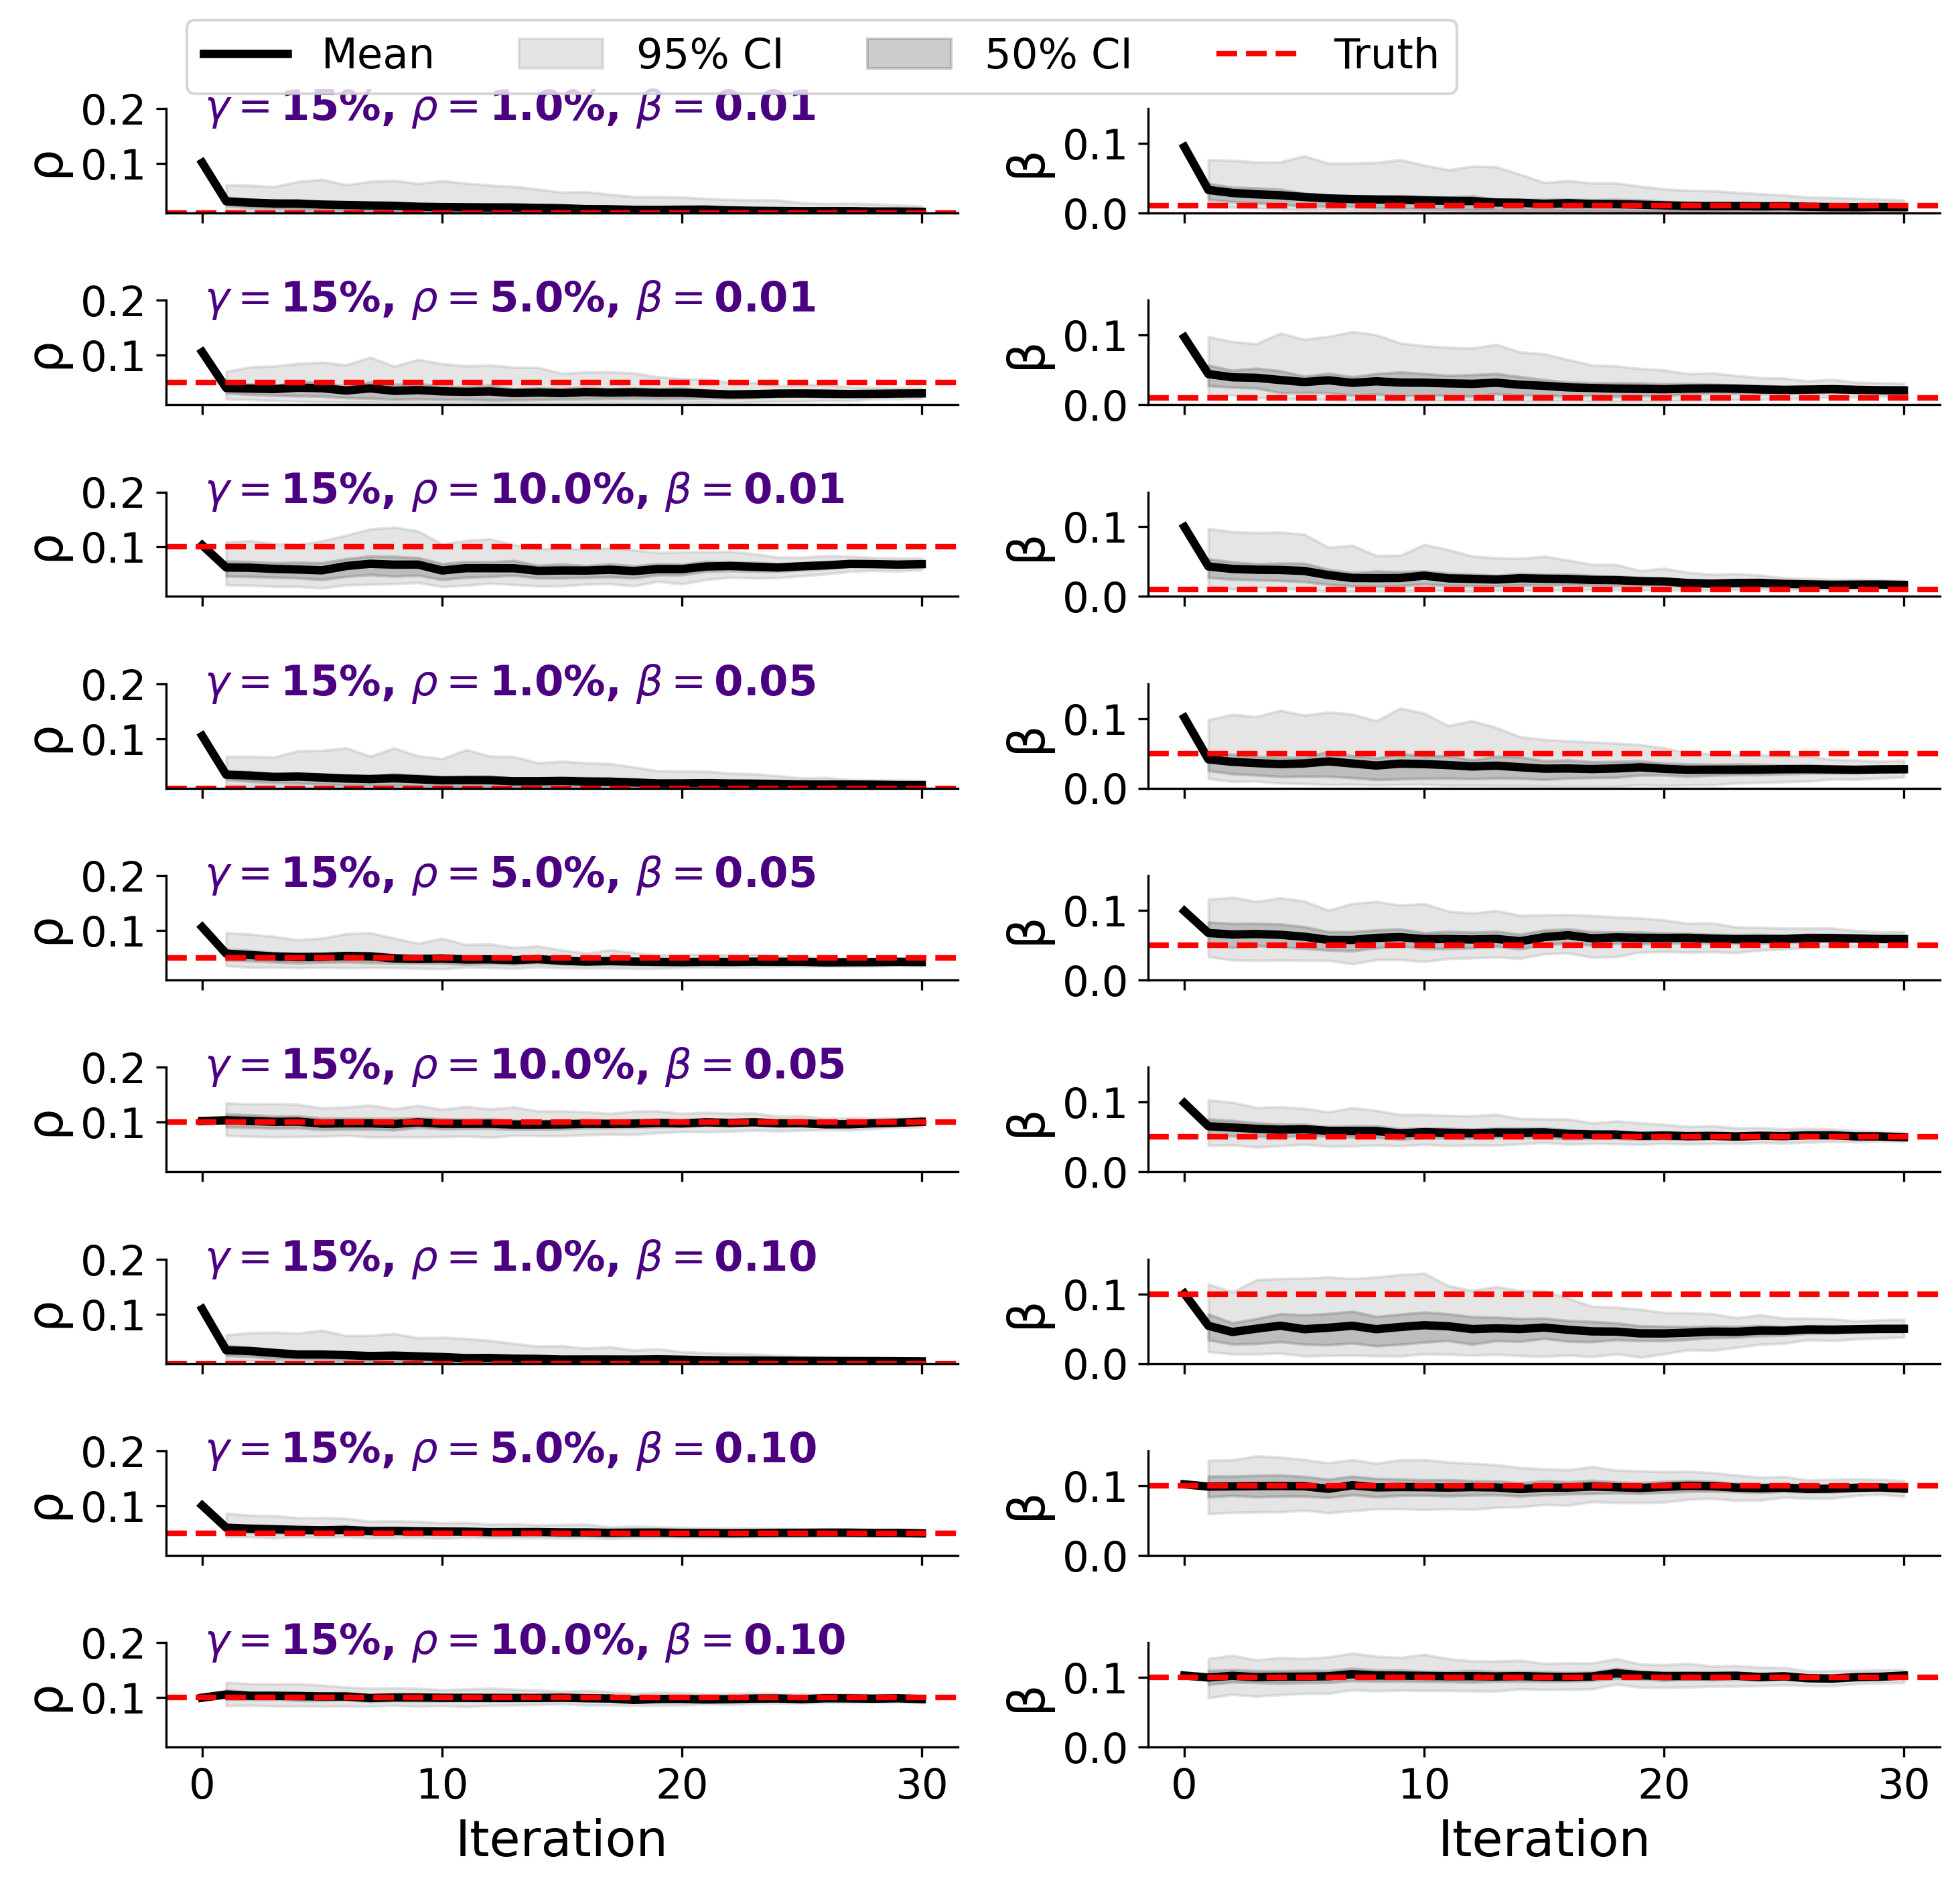 Mean 95% CI 50% CI Truth
γ = 15%, ρ = 1.0%, β = 0.01
0.2
0.1
ρ
0.1
0.0
β
γ = 15%, ρ = 5.0%, β = 0.01
0.2
0.1
ρ
0.1
0.0
β
γ = 15%, ρ = 10.0%, β = 0.01
0.2
0.1
ρ
0.1
0.0
β
γ = 15%, ρ = 1.0%, β = 0.05
0.2
0.1
ρ
0.1
0.0
β
γ = 15%, ρ = 5.0%, β = 0.05
0.2
0.1
ρ
0.1
0.0
β
γ = 15%, ρ = 10.0%, β = 0.05
0.2
0.1
ρ
0.1
0.0
β
γ = 15%, ρ = 1.0%, β = 0.10
0.2
0.1
ρ
0.1
0.0
β
γ = 15%, ρ = 5.0%, β = 0.10
0.2
0.1
ρ
0.1
0.0
β
γ = 15%, ρ = 10.0%, β = 0.10
0.2
0.1
ρ
0.1
0.0
β
0 10 20 30
Iteration
0 10 20 30
Iteration